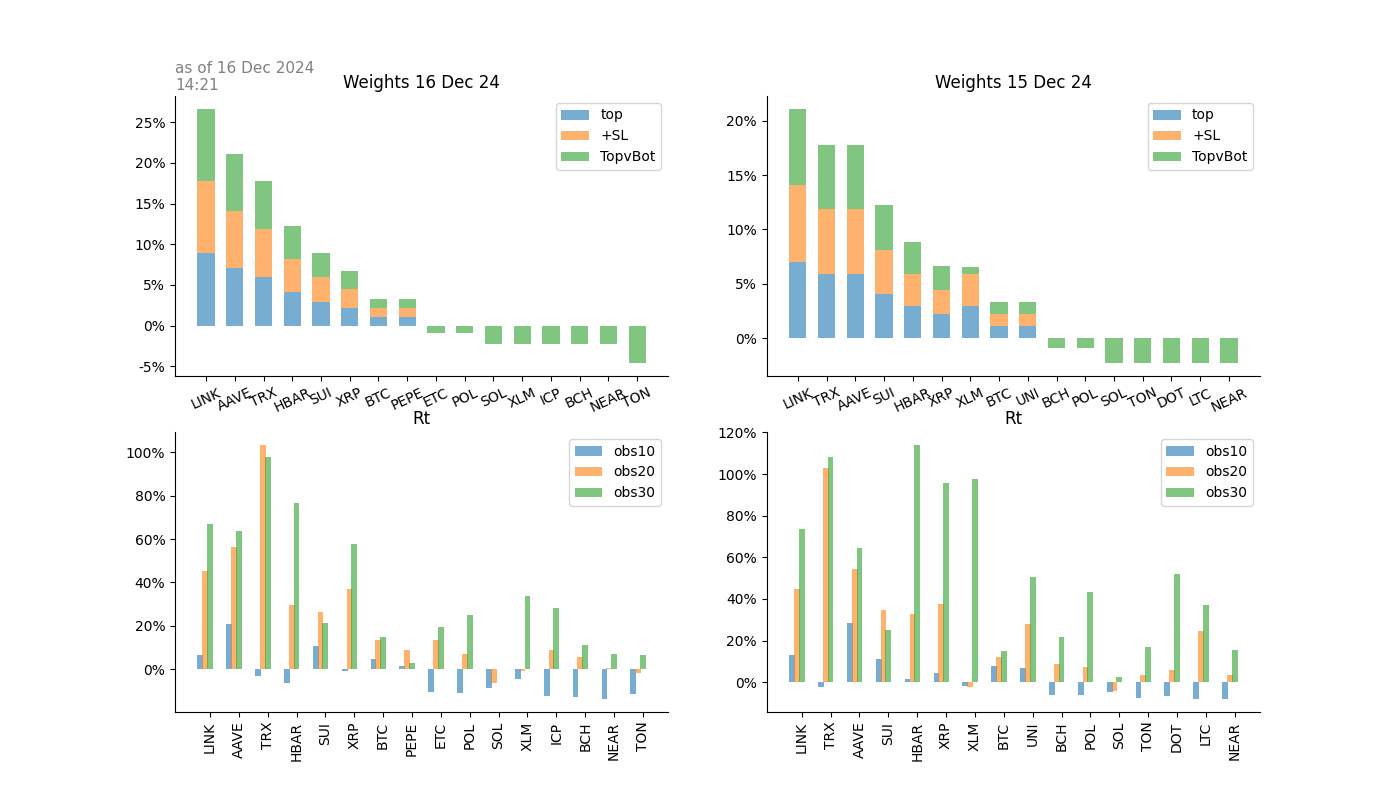 as of 16 Dec 2024
14:21
Weights 16 Dec 24
25%
20%
15%
10%
5%
0%
-5%
top
+SL
TopvBot
LINK AAVE TRX HBAR SUI XRP BTC PEPE ETC POL SOL XLM ICP BCH NEAR TON
Weights 15 Dec 24
20%
15%
10%
5%
0%
top
+SL
TopvBot
LINK TRX AAVE SUI HBAR XRP XLM BTC UNI BCH POL SOL TON DOT LTC NEAR
Rt
100%
80%
60%
40%
20%
0%
obs10
obs20
obs30
LINK AAVE TRX HBAR SUI XRP BTC PEPE ETC POL SOL XLM ICP BCH NEAR TON
Rt
120%
100%
80%
60%
40%
20%
0%
obs10
obs20
obs30
LINK TRX AAVE SUI HBAR XRP XLM BTC UNI BCH POL SOL TON DOT LTC NEAR